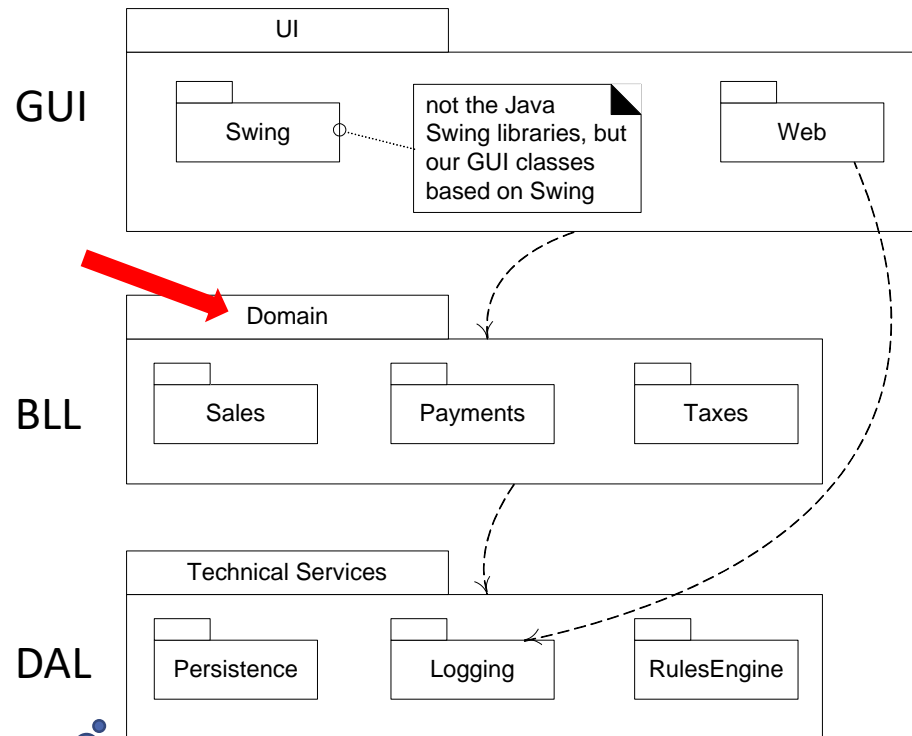 UI
GUI
Swing
not the Java
Swing libraries, but
our GUI classes
based on Swing
Web
Domain
BLL
Sales
Payments
Taxes
Technical Services
DAL
Persistence
Logging
RulesEngine